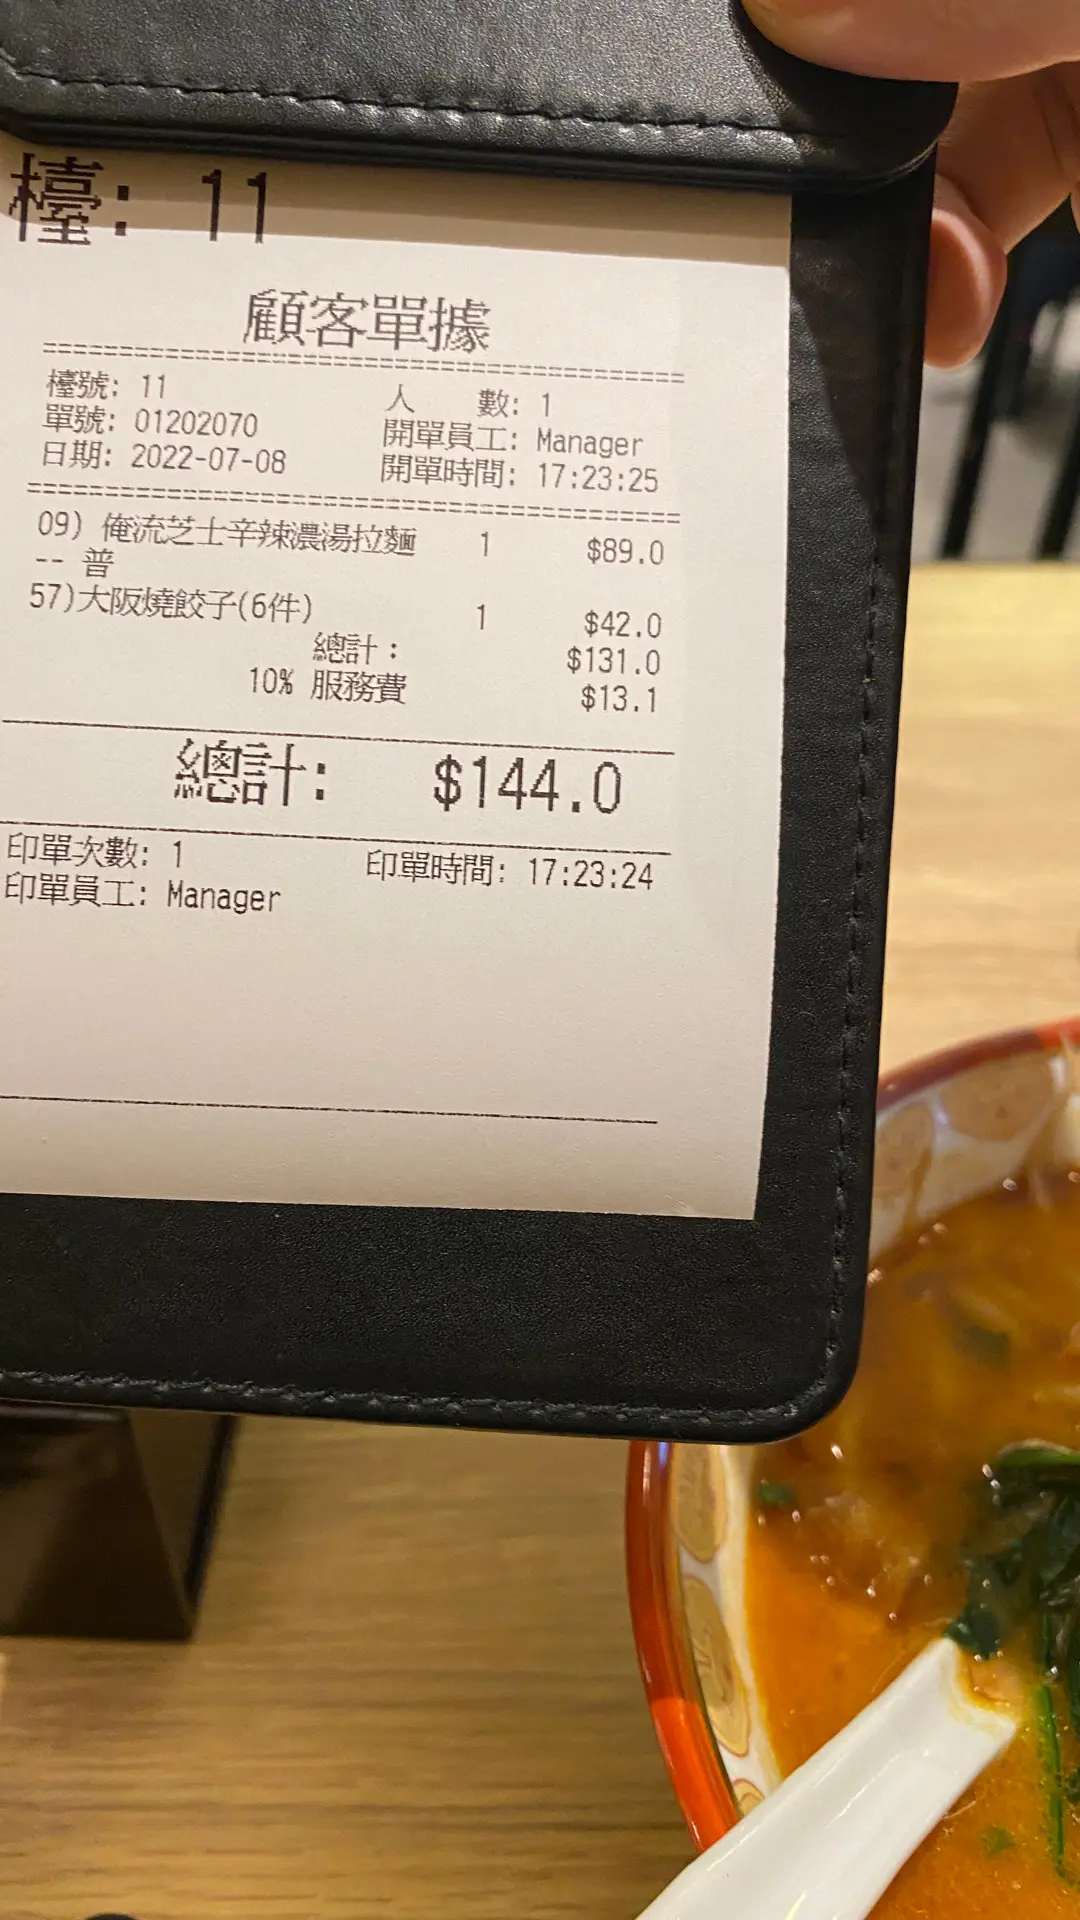 檯: 11
顧客單據
檯號: 11 人 數: 1
單號: 01202070 開單員工: Manager
日期: 2022-07-08 開單時間: 17:23:25
09) 俺流芝士辛辣濃湯拉麵 1 $89.0
-- 普
57)大阪燒餃子(6件) 1 $42.0
總計: $131.0
10% 服務費 $13.1
總計: $144.0
印單次數: 1 印單時間: 17:23:24
印單員工: Manager